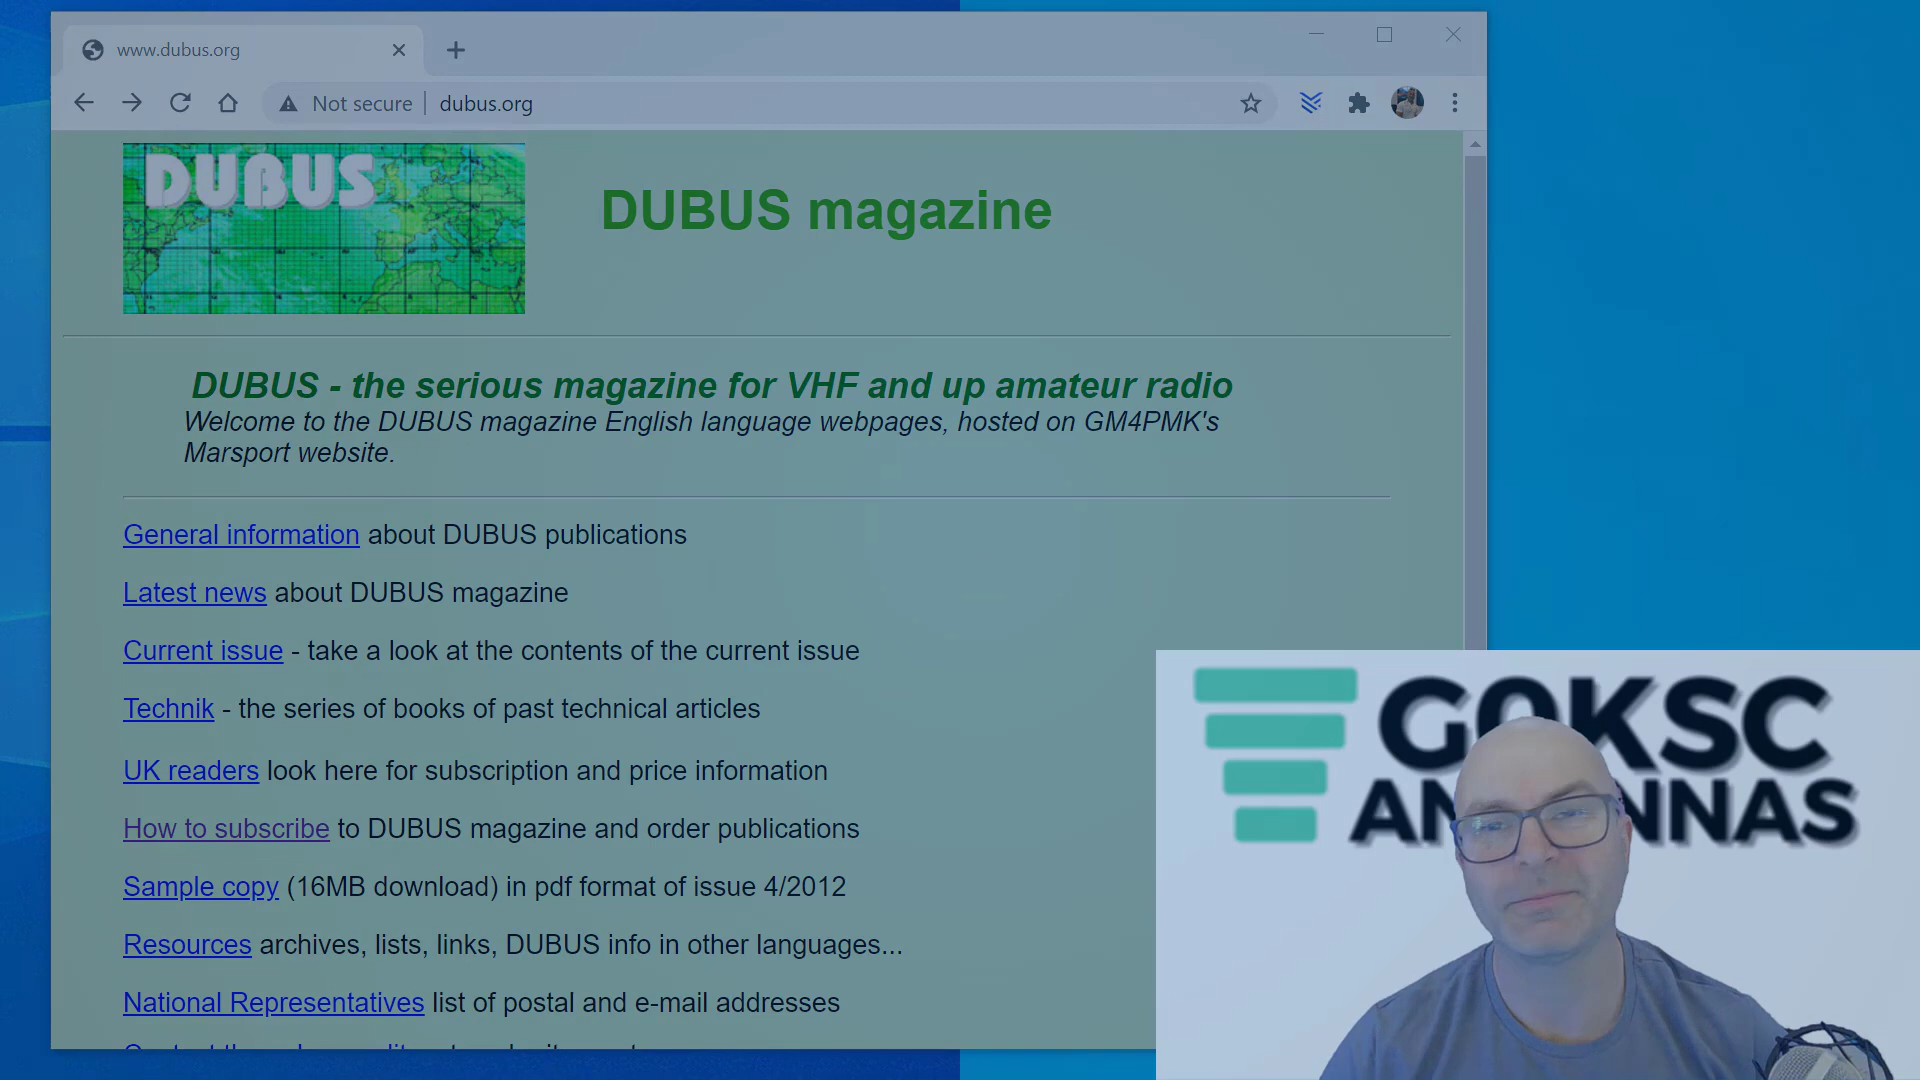 www.dubus.org
Not secure
dubus.org
DUBUS
DUBUS magazine
DUBUS - the serious magazine for VHF and up amateur radio
Welcome to the DUBUS magazine English language webpages, hosted on GM4PMK's
Marsport website.
General information about DUBUS publications
Latest news about DUBUS magazine
Current issue - take a look at the contents of the current issue
Technik - the series of books of past technical articles
UK readers look here for subscription and price information
How to subscribe to DUBUS magazine and order publications
Sample copy (16MB download) in pdf format of issue 4/2012
Resources archives, lists, links, DUBUS info in other languages...
National Representatives list of postal and e-mail addresses
G0KSC